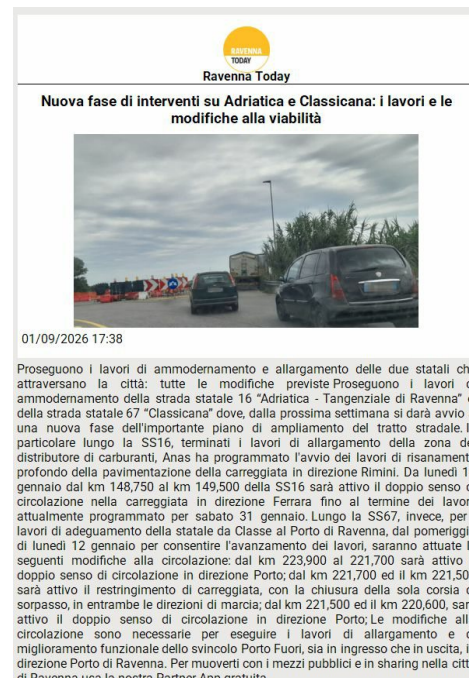 RAVENNA
TODAY
Ravenna Today
Nuova fase di interventi su Adriatica e Classicana: i lavori e le
modifiche alla viabilità
01/09/2026 17:38
Proseguono i lavori di ammodernamento e allargamento delle due statali ch
attraversano la città: tutte le modifiche previste Proseguono i lavori d
ammodernamento della strada statale 16 “Adriatica - Tangenziale di Ravenna” e
della strada statale 67 “Classicana” dove, dalla prossima settimana si darà avvio
una nuova fase dell'importante piano di ampliamento del tratto stradale. I
particolare lungo la SS16, terminati i lavori di allargamento della zona de
distributore di carburanti, Anas ha programmato l'avvio dei lavori di risanament
profondo della pavimentazione della carreggiata in direzione Rimini. Da lunedì 1
gennaio dal km 148,750 al km 149,500 della SS16 sarà attivo il doppio senso d
circolazione nella carreggiata in direzione Ferrara fino al termine dei lavor
attualmente programmato per sabato 31 gennaio. Lungo la SS67, invece, per
lavori di adeguamento della statale da Classe al Porto di Ravenna, dal pomeriggi
di lunedì 12 gennaio per consentire l'avanzamento dei lavori, saranno attuate l
seguenti modifiche alla circolazione: dal km 223,900 al 221,700 sarà attivo
doppio senso di circolazione in direzione Porto; dal km 221,700 ed il km 221,50
sarà attivo il restringimento di carreggiata, con la chiusura della sola corsia d
sorpasso, in entrambe le direzioni di marcia; dal km 221,500 ed il km 220,600, sar
attivo il doppio senso di circolazione in direzione Porto; Le modifiche all
circolazione sono necessarie per eseguire i lavori di allargamento e d
miglioramento funzionale dello svincolo Porto Fuori, sia in ingresso che in uscita, i
direzione Porto di Ravenna. Per muoverti con i mezzi pubblici e in sharing nella citt
di Ravenna usa la nostra Partner App gratuita